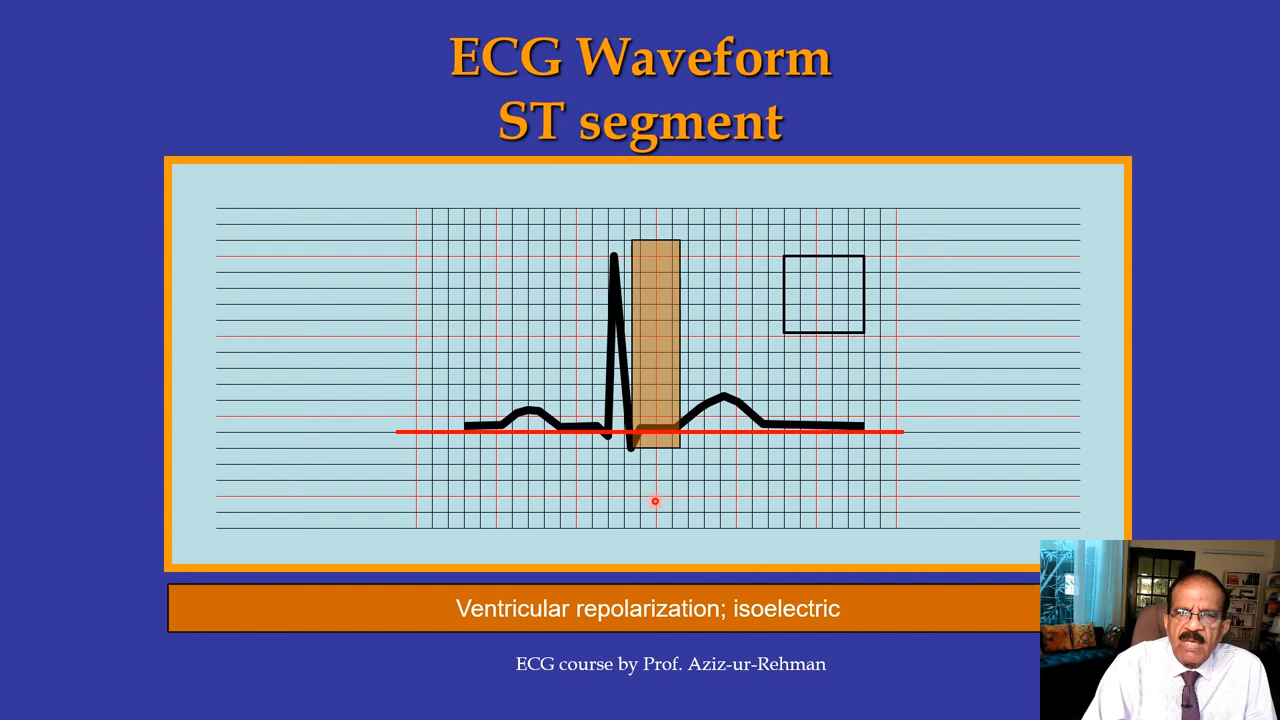 ECG Waveform
ST segment
Ventricular repolarization; isoelectric
ECG course by Prof. Aziz-ur-Rehman